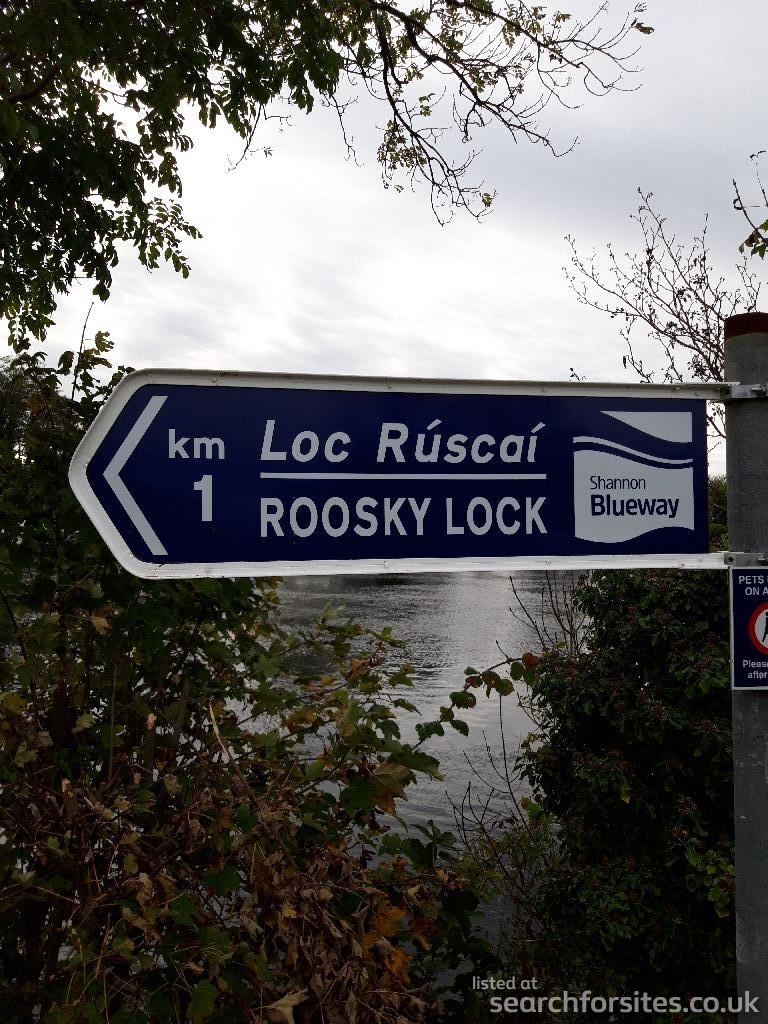 km
1
Loc Rúscaí
ROOSKY LOCK
Shannon
Blueway
PETS
ON A
Please
after
listed at
searchforsites.co.uk